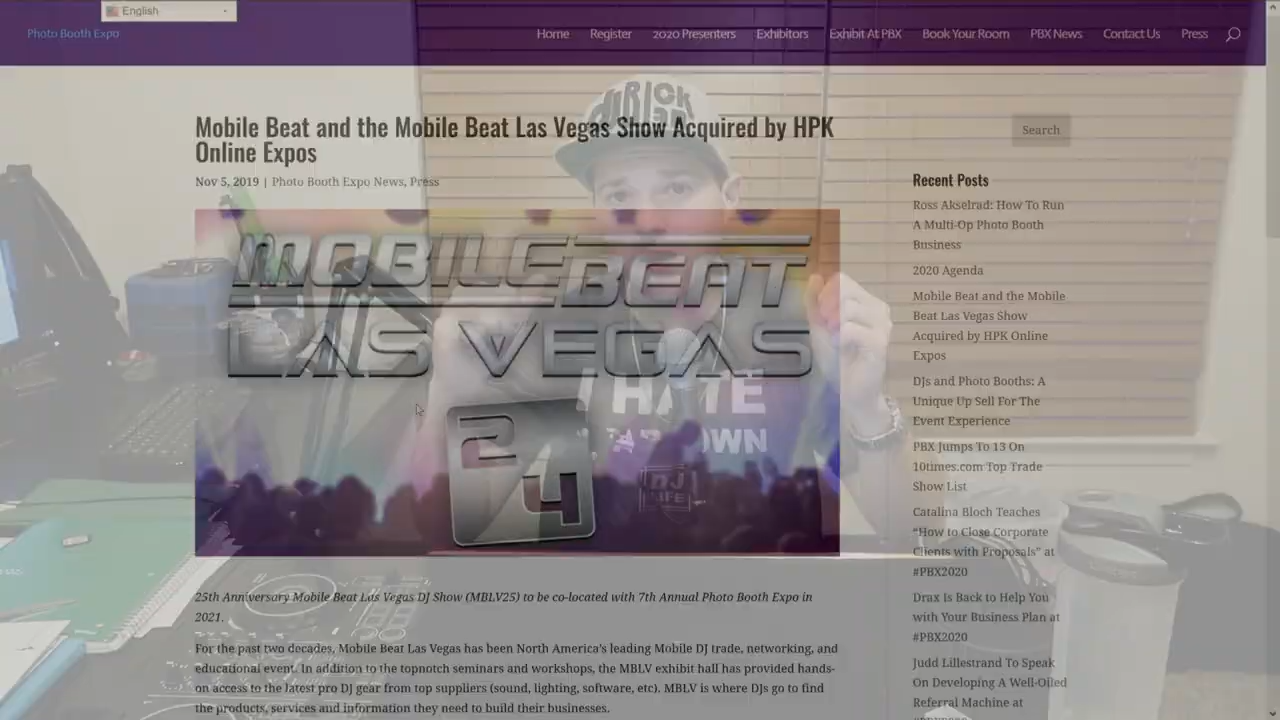 English
Photo Booth Expo
Home Register 2020 Presenters Exhibitors Exhibit At PBX Book Your Room PBX News Contact Us Press
Mobile Beat and the Mobile Beat Las Vegas Show Acquired by HPK
Online Expos
Nov 5, 2019 | Photo Booth Expo News, Press
MOBILE BEAT
LAS VEGAS
24
25th Anniversary Mobile Beat Las Vegas DJ Show (MBLV25) to be co-located with 7th Annual Photo Booth Expo in
2021.
For the past two decades, Mobile Beat Las Vegas has been North America's leading Mobile DJ trade, networking, and
educational event. In addition to the topnotch seminars and workshops, the MBLV exhibit hall has provided hands-
on access to the latest pro DJ gear from top suppliers (sound, lighting, software, etc). MBLV is where DJs go to find
the products, services and information they need to build their businesses.
Search
Recent Posts
Ross Akselrad: How To Run
A Multi-Op Photo Booth
Business
2020 Agenda
Mobile Beat and the Mobile
Beat Las Vegas Show
Acquired by HPK Online
Expos
DJs and Photo Booths: A
Unique Up Sell For The
Event Experience
PBX Jumps To 13 On
10times.com Top Trade
Show List
Catalina Bloch Teaches
“How to Close Corporate
Clients with Proposals” at
#PBX2020
Drax Is Back to Help You
with Your Business Plan at
#PBX2020
Judd Lillestrand To Speak
On Developing A Well-Oiled
Referral Machine at
#PBX2020
I HATE
DJ
LIFE